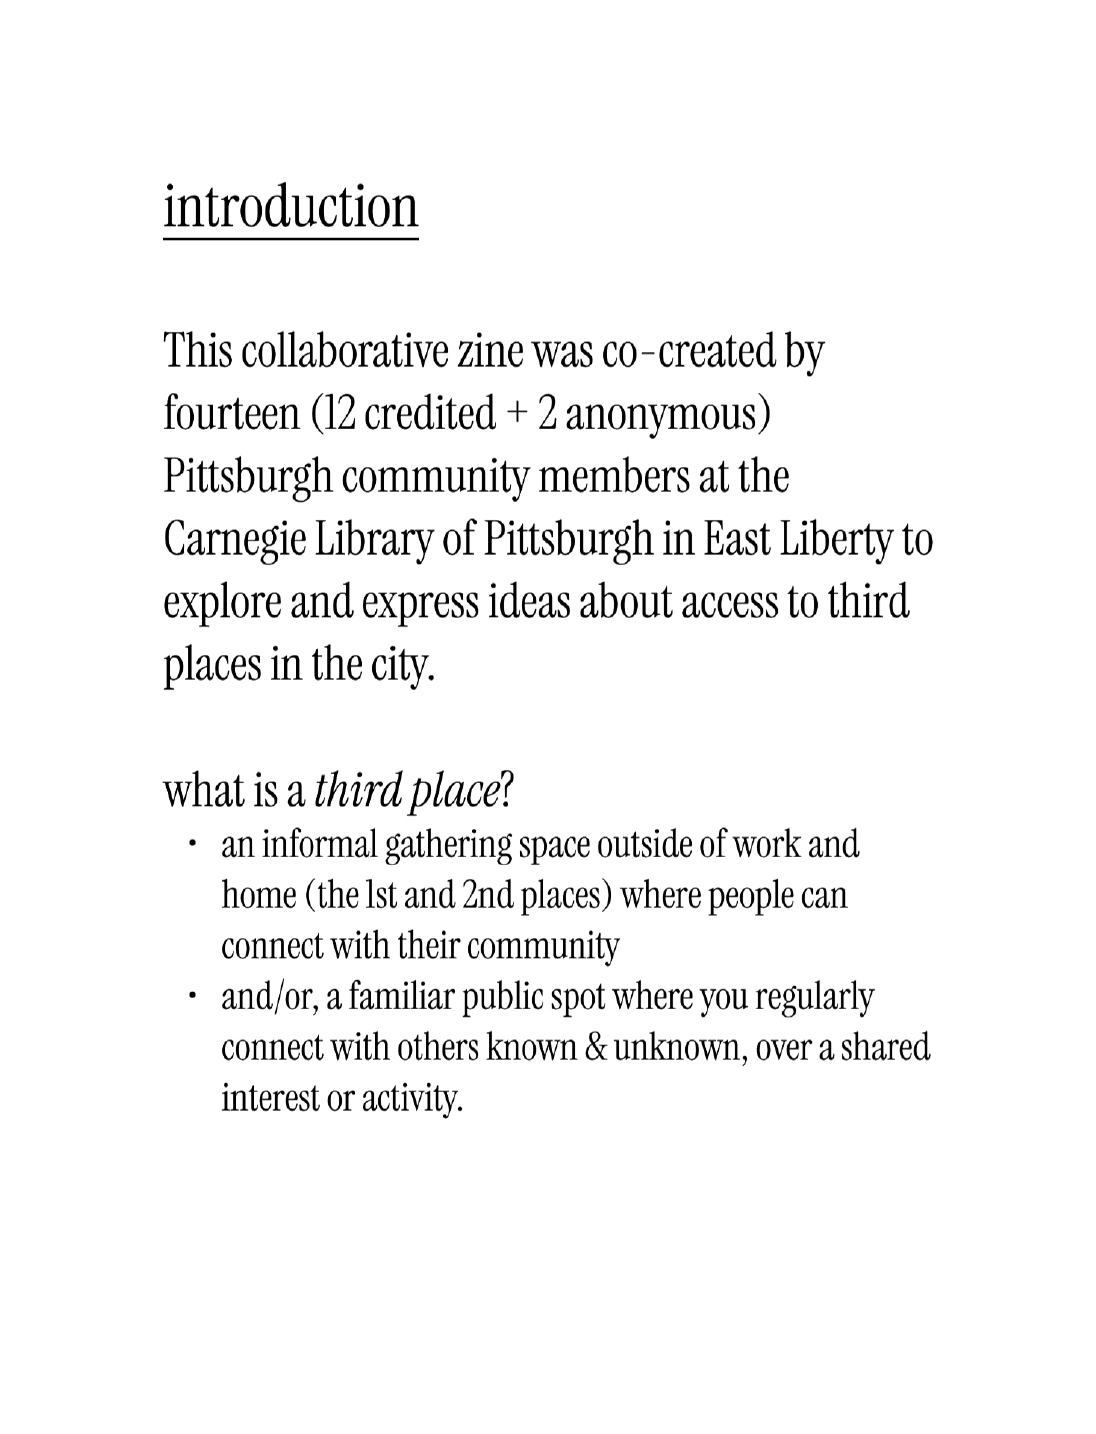 introduction
This collaborative zine was co-created by
fourteen (12 credited + 2 anonymous)
Pittsburgh community members at the
Carnegie Library of Pittsburgh in East Liberty to
explore and express ideas about access to third
places in the city.
what is a third place?
• an informal gathering space outside of work and
home (the 1st and 2nd places) where people can
connect with their community
• and/or, a familiar public spot where you regularly
connect with others known & unknown, over a shared
interest or activity.